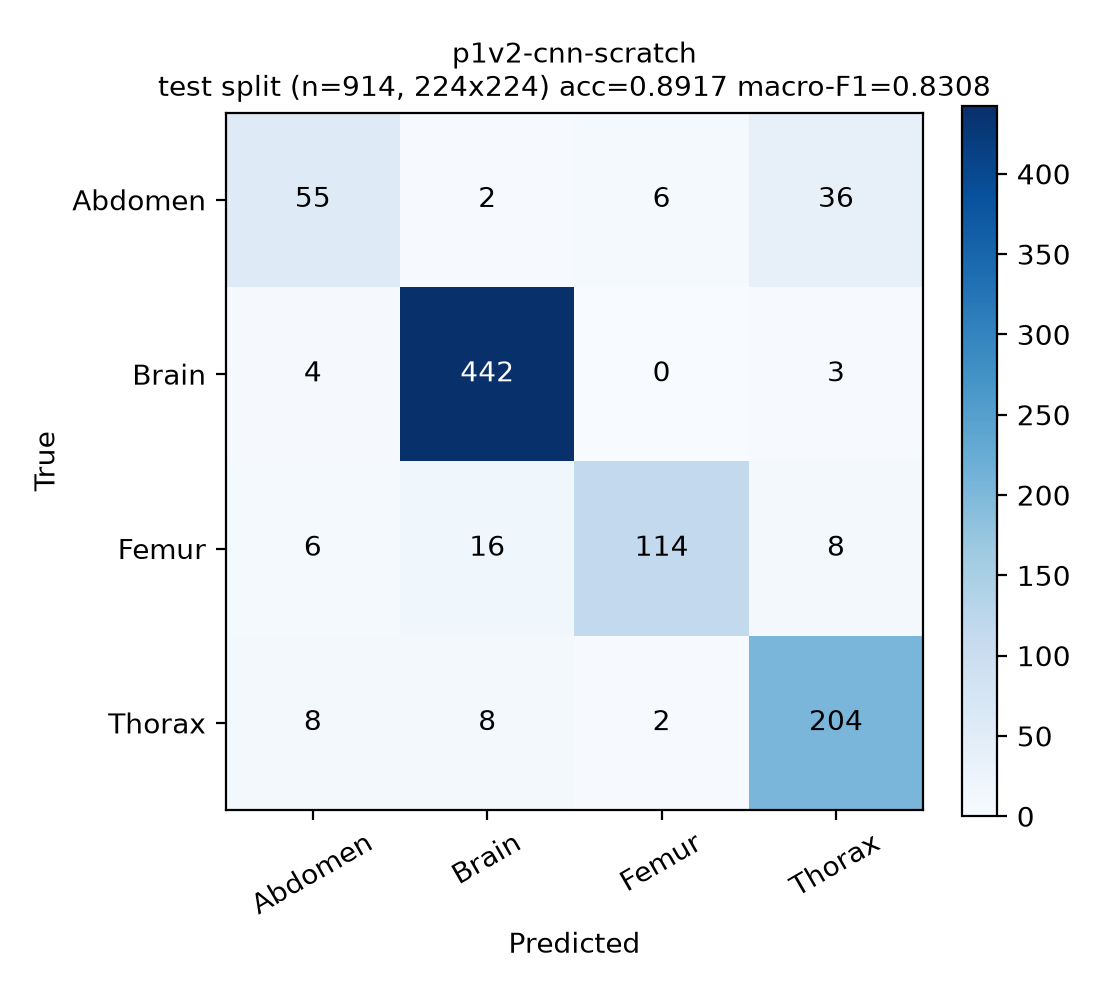 p1v2-cnn-scratch
test split (n=914, 224x224) acc=0.8917 macro-F1=0.8308
Abdomen 55 2 6 36
Brain 4 442 0 3
Femur 6 16 114 8
Thorax 8 8 2 204
True
Abdomen Brain Femur Thorax
Predicted
400
350
300
250
200
150
100
50
0